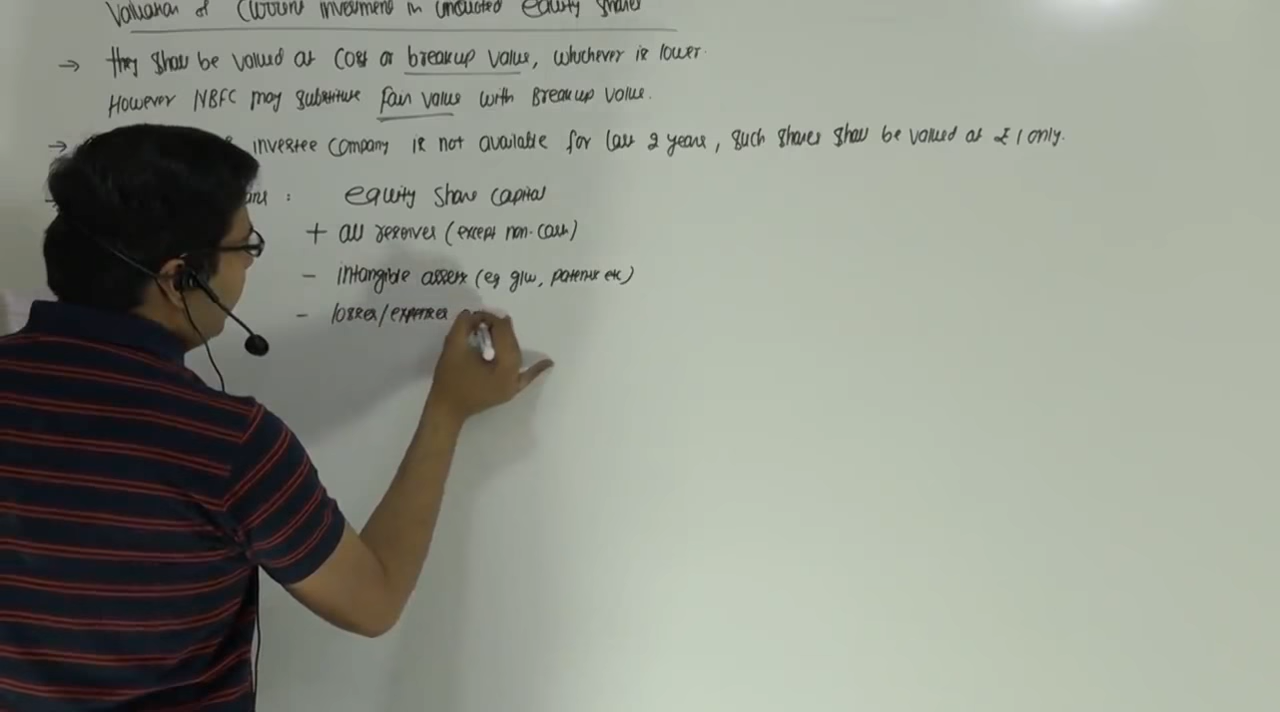 Valuation of Current investment in unquoted equity shares
→ they shall be valued at Cost or breakup value, whichever is lower.
However NBFC may substitute fair value with Breakup value.
→ investee company is not available for last 2 years, such shares shall be valued at ₹ 1 only.
: equity share capital
+ all reserves (except non-cash)
- intangible assets (eg g/w, patents etc)
- losses/expenses